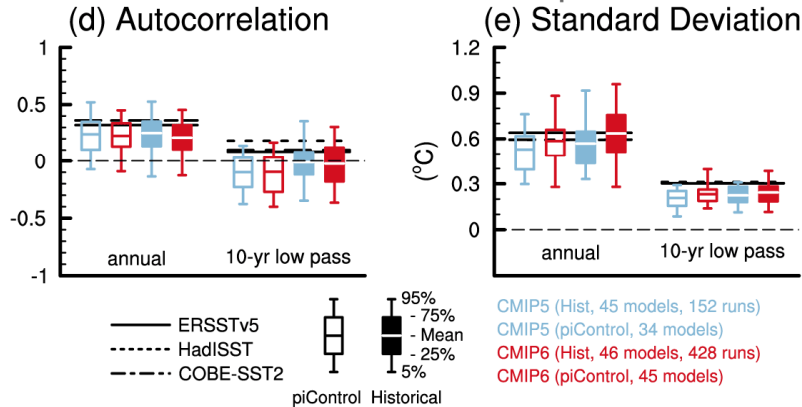 (d) Autocorrelation
1
0.5
0
-0.5
-1
annual
10-yr low pass
(e) Standard Deviation
1.2
0.9
0.6
0.3
0
(°C)
annual
10-yr low pass
ERSSTv5
HadISST
COBE-SST2
95%
- 75%
- Mean
- 25%
5%
piControl
Historical
CMIP5 (Hist, 45 models, 152 runs)
CMIP5 (piControl, 34 models)
CMIP6 (Hist, 46 models, 428 runs)
CMIP6 (piControl, 45 models)